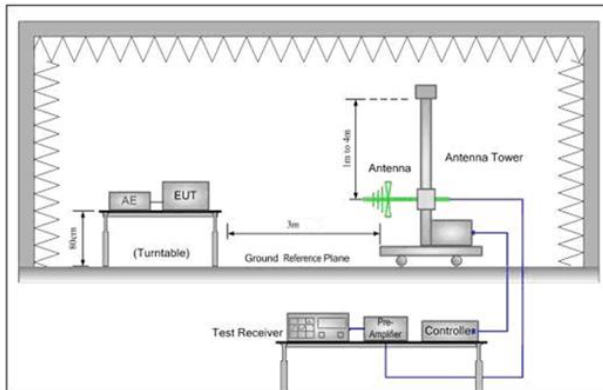 1m to 4m
Antenna
Antenna Tower
AE
EUT
80cm
(Turntable)
3m
Ground Reference Plane
Test Receiver
Pre-
Amplifier
Controller